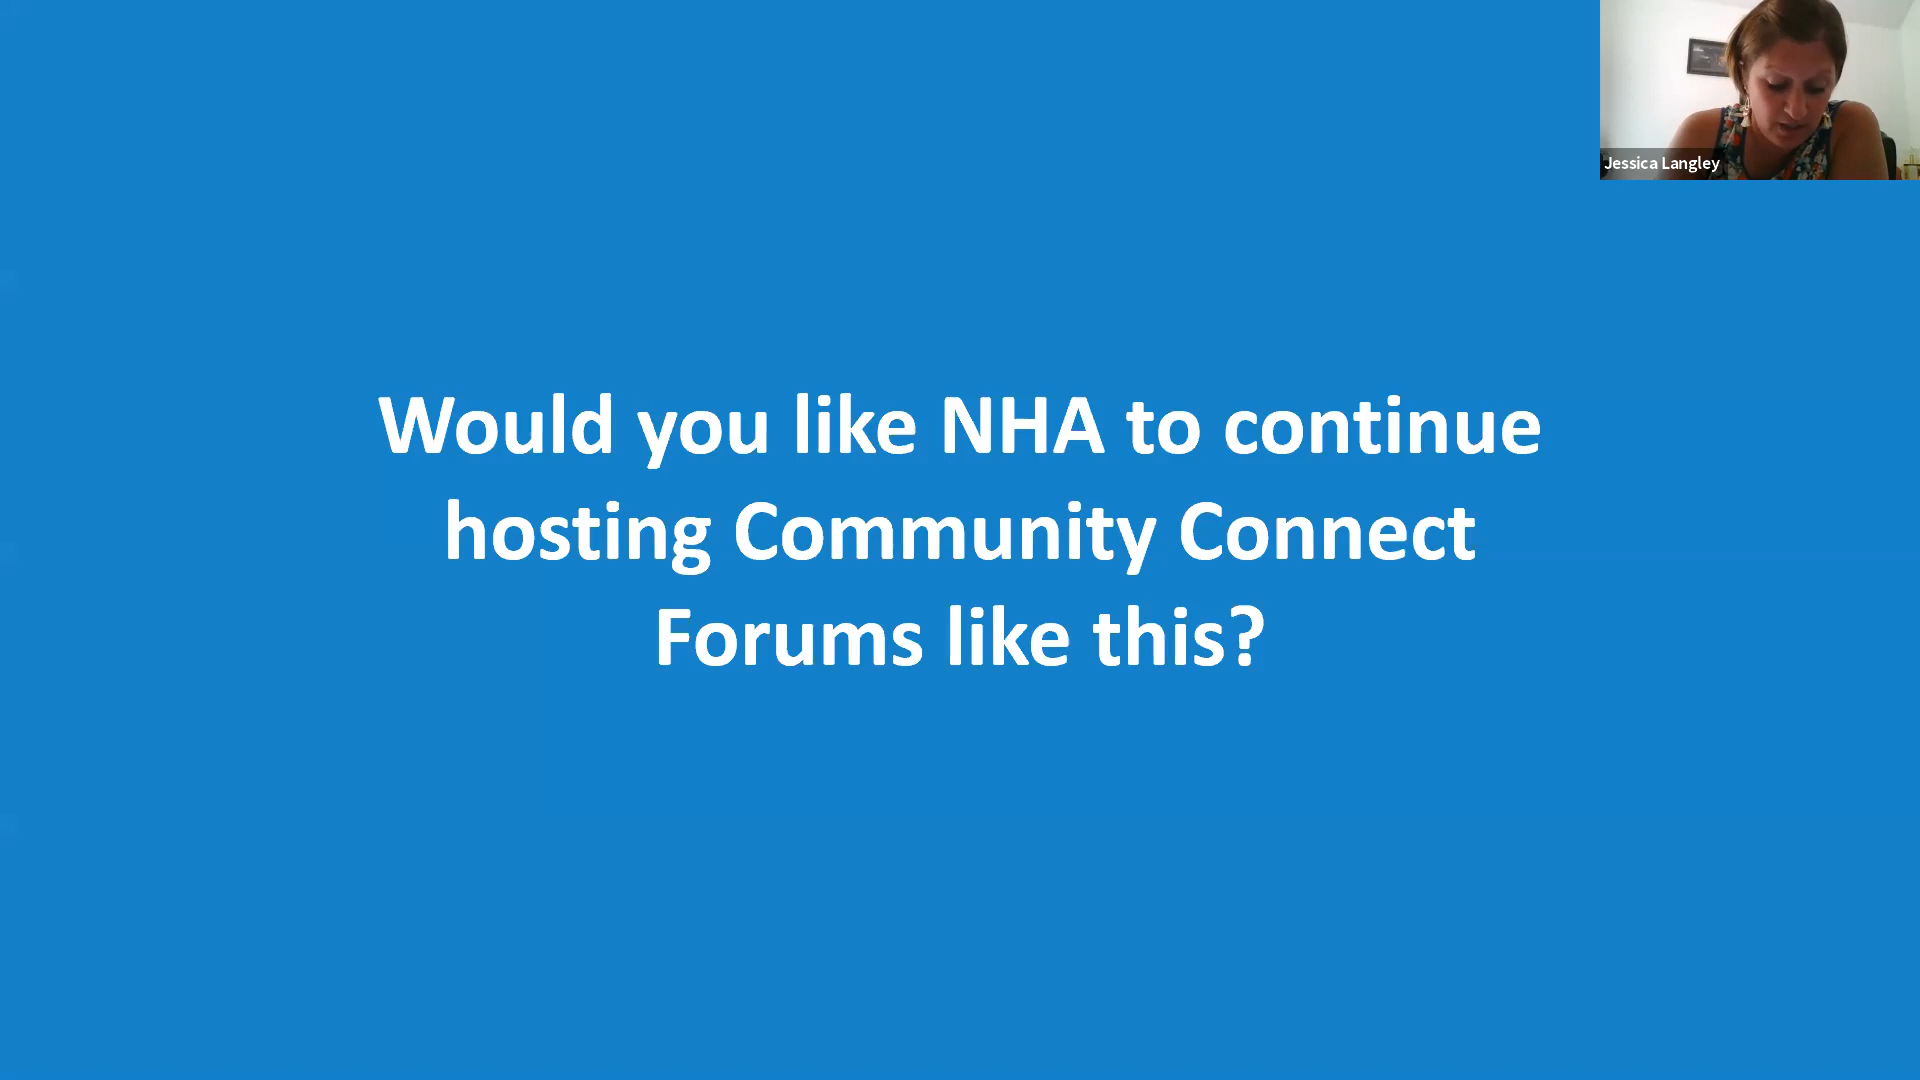 Jessica Langley
Would you like NHA to continue
hosting Community Connect
Forums like this?